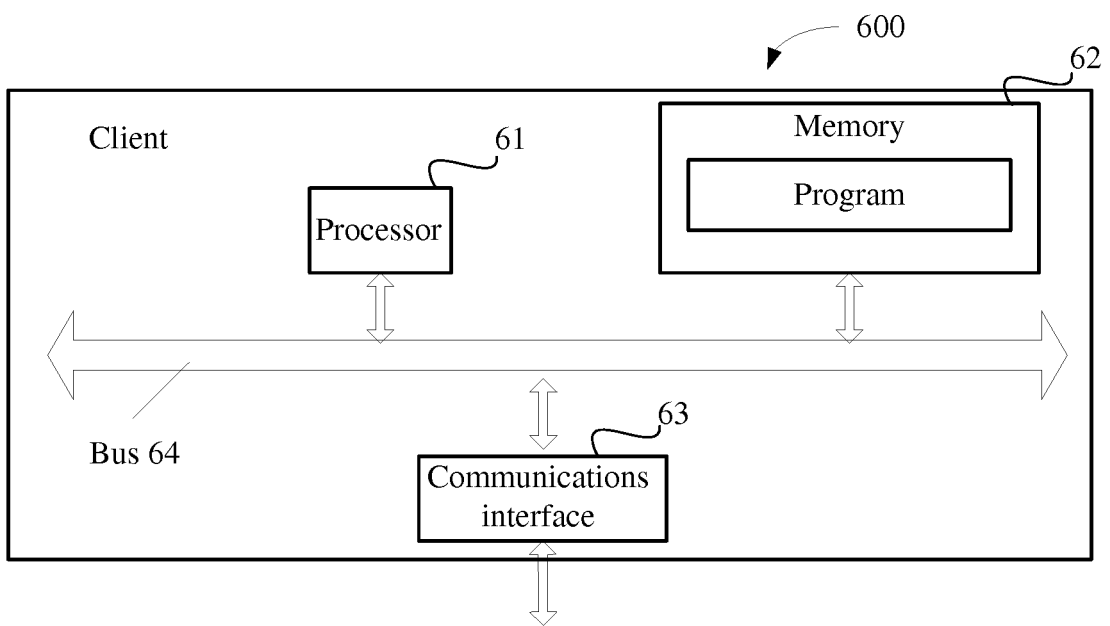 600
62
Client
61
Memory
Program
Processor
Bus 64
63
Communications
interface